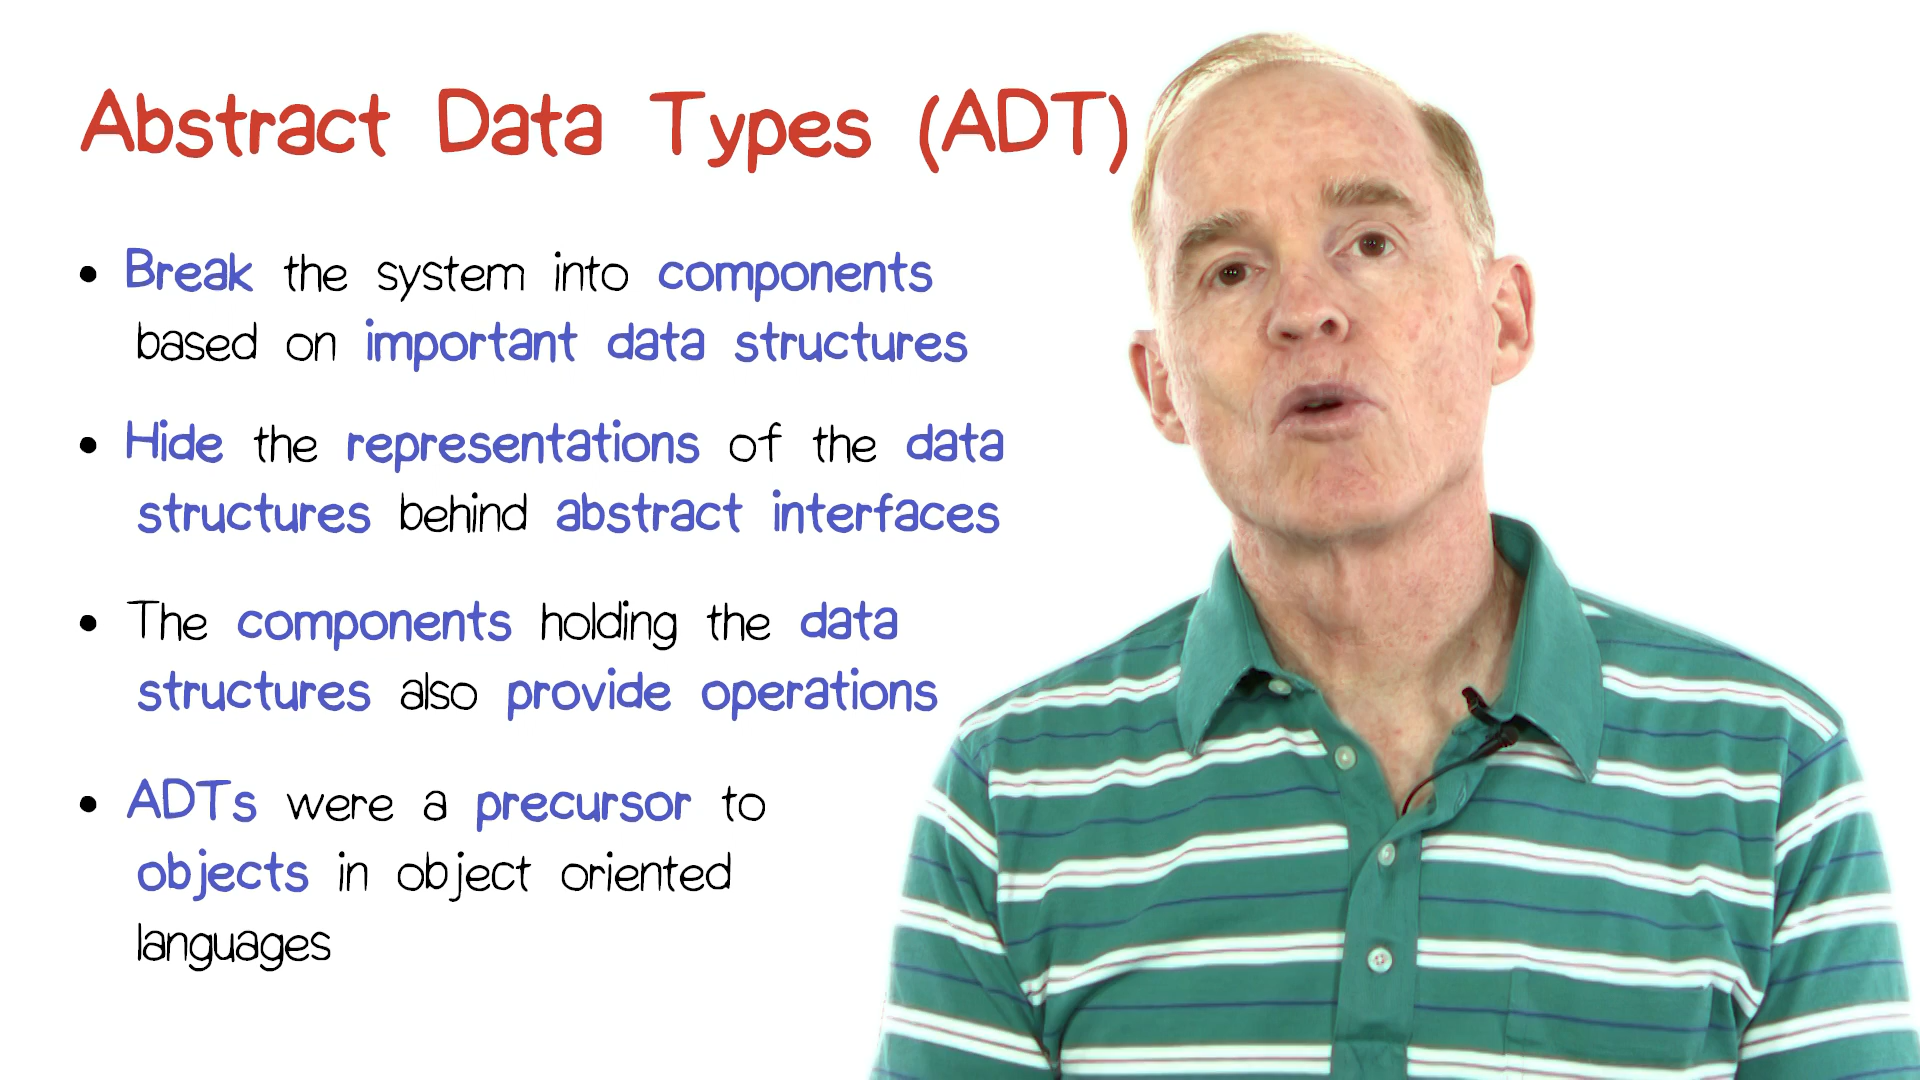 Abstract Data Types (ADT)
• Break the system into components
based on important data structures
• Hide the representations of the data
structures behind abstract interfaces
• The components holding the data
structures also provide operations
• ADTs were a precursor to
objects in object oriented
languages